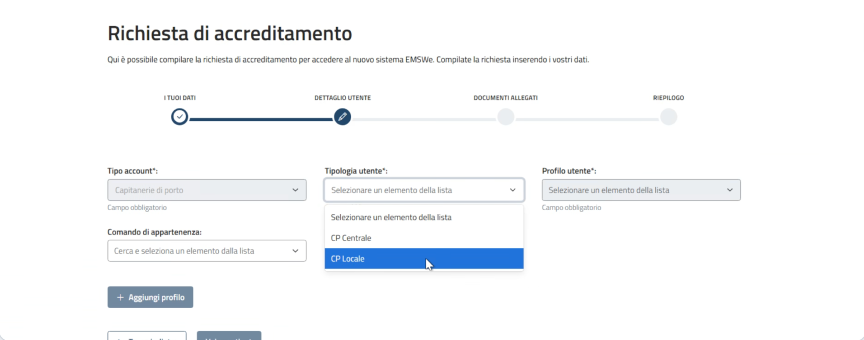 Richiesta di accreditamento
Qui è possibile compilare la richiesta di accreditamento per accedere al nuovo sistema EMSWe. Compilate la richiesta inserendo i vostri dati.
I TUOI DATI
DETTAGLIO UTENTE
DOCUMENTI ALLEGATI
RIEPILOGO
Tipo account*:
Capitanerie di porto
Campo obbligatorio
Tipologia utente*:
Selezionare un elemento della lista
Selezionare un elemento della lista
CP Centrale
CP Locale
Profilo utente*:
Selezionare un elemento della lista
Campo obbligatorio
Comando di appartenenza:
Cerca e seleziona un elemento dalla lista
+ Aggiungi profilo